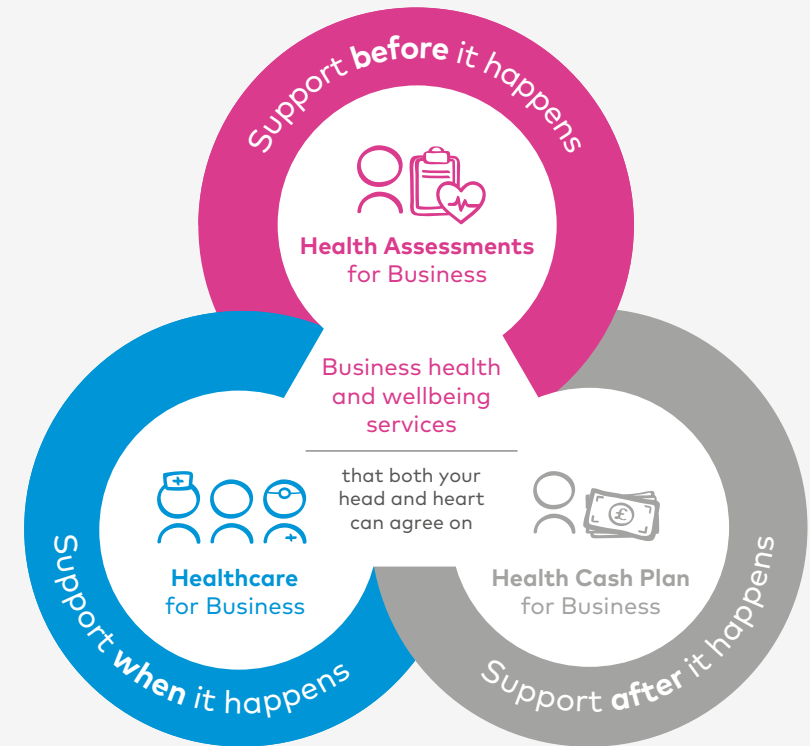 Support before it happens
Health Assessments
for Business
Business health
and wellbeing
services
that both your
head and heart
can agree on
Healthcare
for Business
Support when it happens
£
Health Cash Plan
for Business
Support after it happens